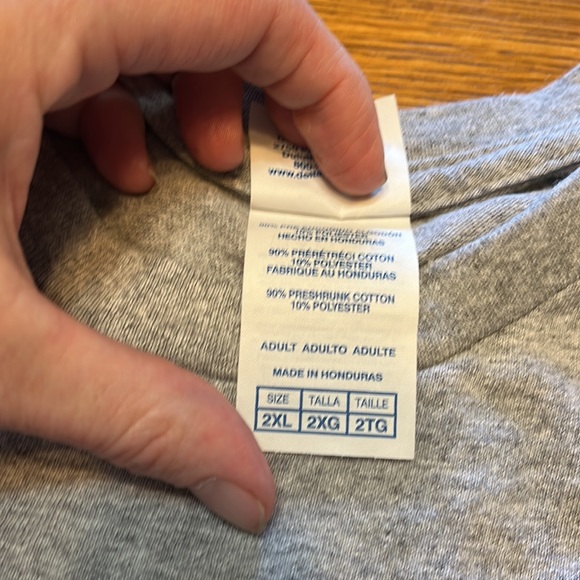 HECHO EN HONDURAS
90% PRÉRÉTRÉCI COTON
10% POLYESTER
FABRIQUE AU HONDURAS
90% PRESHRUNK COTTON
10% POLYESTER
ADULT ADULTO ADULTE
MADE IN HONDURAS
SIZE TALLA TAILLE
2XL 2XG 2TG